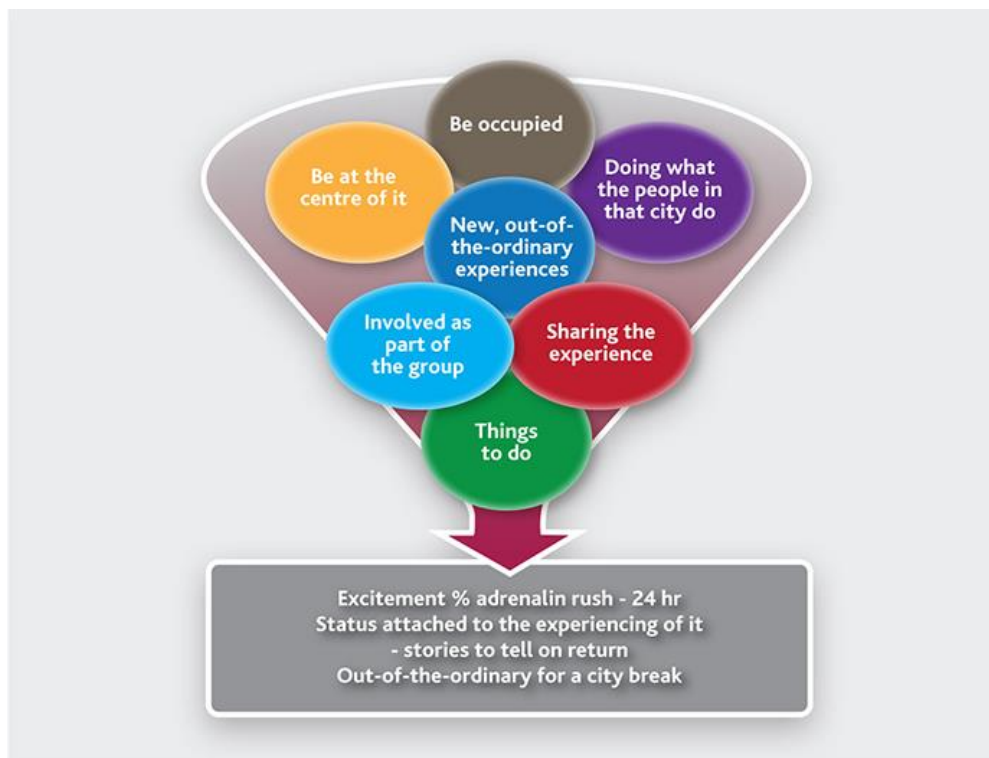 Be occupied
Be at the
centre of it
Doing what
the people in
that city do
New, out-of-
the-ordinary
experiences
Involved as
part of
the group
Sharing the
experience
Things
to do
Excitement % adrenalin rush - 24 hr
Status attached to the experiencing of it
- stories to tell on return
Out-of-the-ordinary for a city break